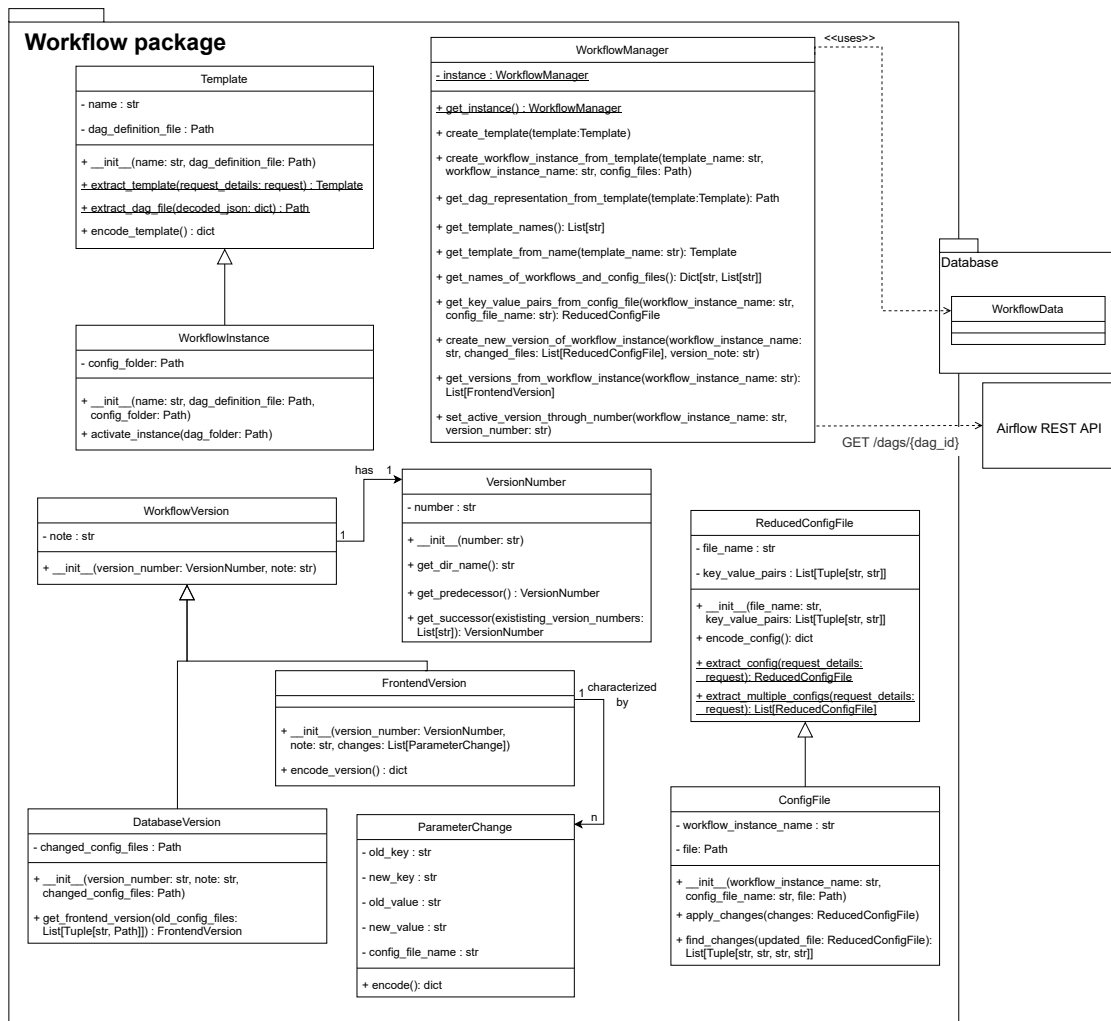 Workflow package
Template
- name : str
- dag_definition_file : Path
+ __init__(name: str, dag_definition_file: Path)
+ extract_template(request_details: request) : Template
+ extract_dag_file(decoded_json: dict) : Path
+ encode_template() : dict
WorkflowInstance
- config_folder: Path
+ __init__(name: str, dag_definition_file: Path,
config_folder: Path)
+ activate_instance(dag_folder: Path)
WorkflowManager
- instance : WorkflowManager
+ get_instance() : WorkflowManager
+ create_template(template:Template)
+ create_workflow_instance_from_template(template_name: str,
workflow_instance_name: str, config_files: Path)
+ get_dag_representation_from_template(template:Template): Path
+ get_template_names(): List[str]
+ get_template_from_name(template_name: str): Template
+ get_names_of_workflows_and_config_files(): Dict[str, List[str]]
+ get_key_value_pairs_from_config_file(workflow_instance_name: str,
config_file_name: str): ReducedConfigFile
+ create_new_version_of_workflow_instance(workflow_instance_name:
str, changed_files: List[ReducedConfigFile], version_note: str)
+ get_versions_from_workflow_instance(workflow_instance_name: str):
List[FrontendVersion]
+ set_active_version_through_number(workflow_instance_name: str,
version_number: str)
<<uses>>
Database
WorkflowData
Airflow REST API
GET /dags/{dag_id}
WorkflowVersion
- note : str
+ __init__(version_number: VersionNumber, note: str)
has
1
1
VersionNumber
- number : str
+ __init__(number: str)
+ get_dir_name(): str
+ get_predecessor() : VersionNumber
+ get_successor(exististing_version_numbers:
List[str]): VersionNumber
ReducedConfigFile
- file_name : str
- key_value_pairs : List[Tuple[str, str]]
+ __init__(file_name: str,
key_value_pairs: List[Tuple[str, str]]
+ encode_config(): dict
+ extract_config(request_details:
request): ReducedConfigFile
+ extract_multiple_configs(request_details:
request): List[ReducedConfigFile]
FrontendVersion
+ __init__(version_number: VersionNumber,
note: str, changes: List[ParameterChange])
+ encode_version() : dict
1
characterized
by
n
DatabaseVersion
- changed_config_files : Path
+ __init__(version_number: str, note: str,
changed_config_files: Path)
+ get_frontend_version(old_config_files:
List[Tuple[str, Path]]) : FrontendVersion
ParameterChange
- old_key : str
- new_key : str
- old_value : str
- new_value : str
- config_file_name : str
+ encode(): dict
ConfigFile
- workflow_instance_name : str
- file: Path
+ __init__(workflow_instance_name: str,
config_file_name: str, file: Path)
+ apply_changes(changes: ReducedConfigFile)
+ find_changes(updated_file: ReducedConfigFile):
List[Tuple[str, str, str, str]]